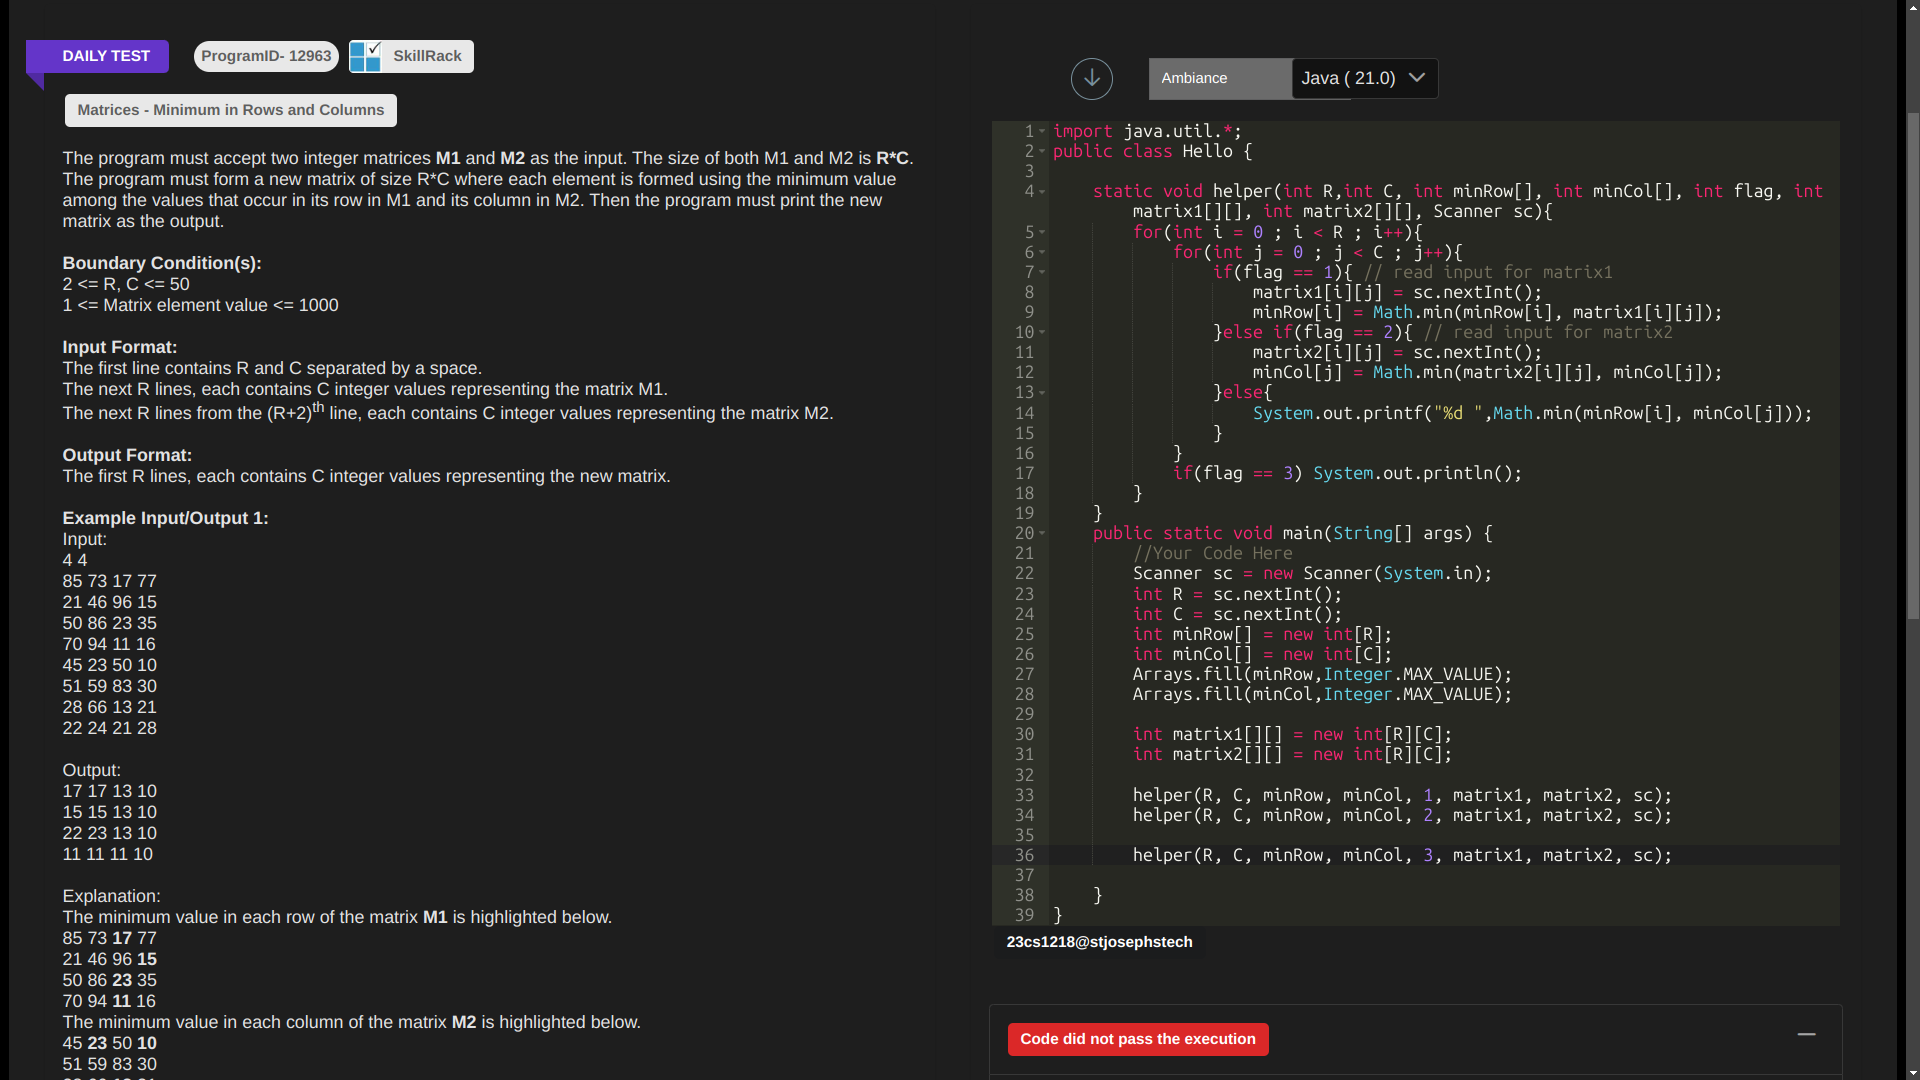 DAILY TEST
ProgramID- 12963
SkillRack
Matrices - Minimum in Rows and Columns
The program must accept two integer matrices M1 and M2 as the input. The size of both M1 and M2 is R*C.
The program must form a new matrix of size R*C where each element is formed using the minimum value
among the values that occur in its row in M1 and its column in M2. Then the program must print the new
matrix as the output.
Boundary Condition(s):
2 <= R, C <= 50
1 <= Matrix element value <= 1000
Input Format:
The first line contains R and C separated by a space.
The next R lines, each contains C integer values representing the matrix M1.
The next R lines from the (R+2)th line, each contains C integer values representing the matrix M2.
Output Format:
The first R lines, each contains C integer values representing the new matrix.
Example Input/Output 1:
Input:
4 4
85 73 17 77
21 46 96 15
50 86 23 35
70 94 11 16
45 23 50 10
51 59 83 30
28 66 13 21
22 24 21 28
Output:
17 17 13 10
15 15 13 10
22 23 13 10
11 11 11 10
Explanation:
The minimum value in each row of the matrix M1 is highlighted below.
85 73 17 77
21 46 96 15
50 86 23 35
70 94 11 16
The minimum value in each column of the matrix M2 is highlighted below.
45 23 50 10
51 59 83 30
Ambiance
Java ( 21.0)
1 import java.util.*;
2 public class Hello {
3
4 static void helper(int R,int C, int minRow[], int minCol[], int flag, int
matrix1[][], int matrix2[][], Scanner sc){
5 for(int i = 0 ; i < R ; i++){
6 for(int j = 0 ; j < C ; j++){
7 if(flag == 1){ // read input for matrix1
8 matrix1[i][j] = sc.nextInt();
9 minRow[i] = Math.min(minRow[i], matrix1[i][j]);
10 }else if(flag == 2){ // read input for matrix2
11 matrix2[i][j] = sc.nextInt();
12 minCol[j] = Math.min(matrix2[i][j], minCol[j]);
13 }else{
14 System.out.printf("%d ",Math.min(minRow[i], minCol[j]));
15 }
16 }
17 if(flag == 3) System.out.println();
18 }
19 }
20 public static void main(String[] args) {
21 //Your Code Here
22 Scanner sc = new Scanner(System.in);
23 int R = sc.nextInt();
24 int C = sc.nextInt();
25 int minRow[] = new int[R];
26 int minCol[] = new int[C];
27 Arrays.fill(minRow,Integer.MAX_VALUE);
28 Arrays.fill(minCol,Integer.MAX_VALUE);
29
30 int matrix1[][] = new int[R][C];
31 int matrix2[][] = new int[R][C];
32
33 helper(R, C, minRow, minCol, 1, matrix1, matrix2, sc);
34 helper(R, C, minRow, minCol, 2, matrix1, matrix2, sc);
35
36 helper(R, C, minRow, minCol, 3, matrix1, matrix2, sc);
37
38 }
39 }
23cs1218@stjosephstech
Code did not pass the execution